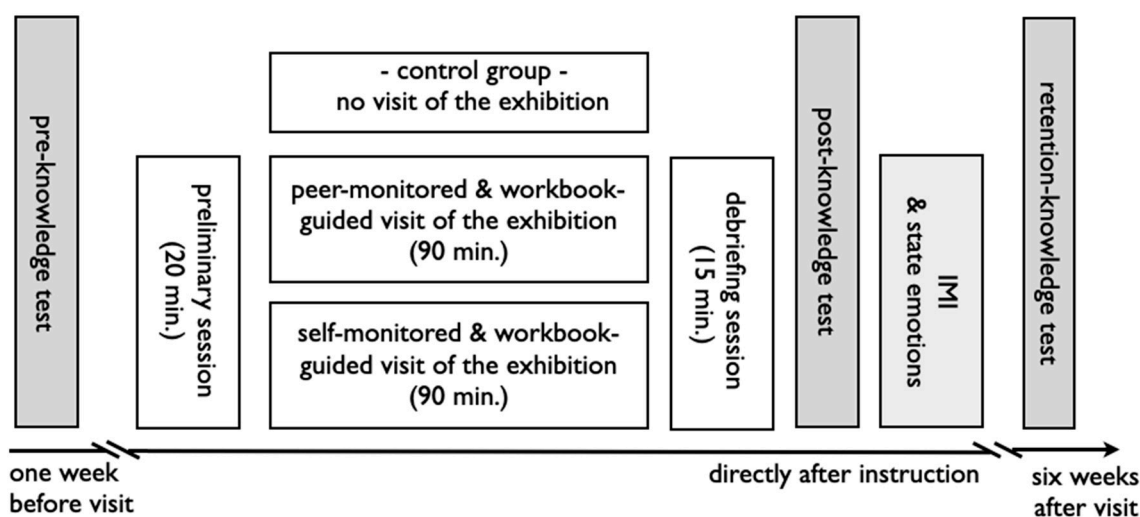 pre-knowledge test
preliminary session
(20 min.)
- control group -
no visit of the exhibition
peer-monitored & workbook-
guided visit of the exhibition
(90 min.)
self-monitored & workbook-
guided visit of the exhibition
(90 min.)
debriefing session
(15 min.)
post-knowledge test
IMI
& state emotions
retention-knowledge test
one week
before visit
directly after instruction
six weeks
after visit